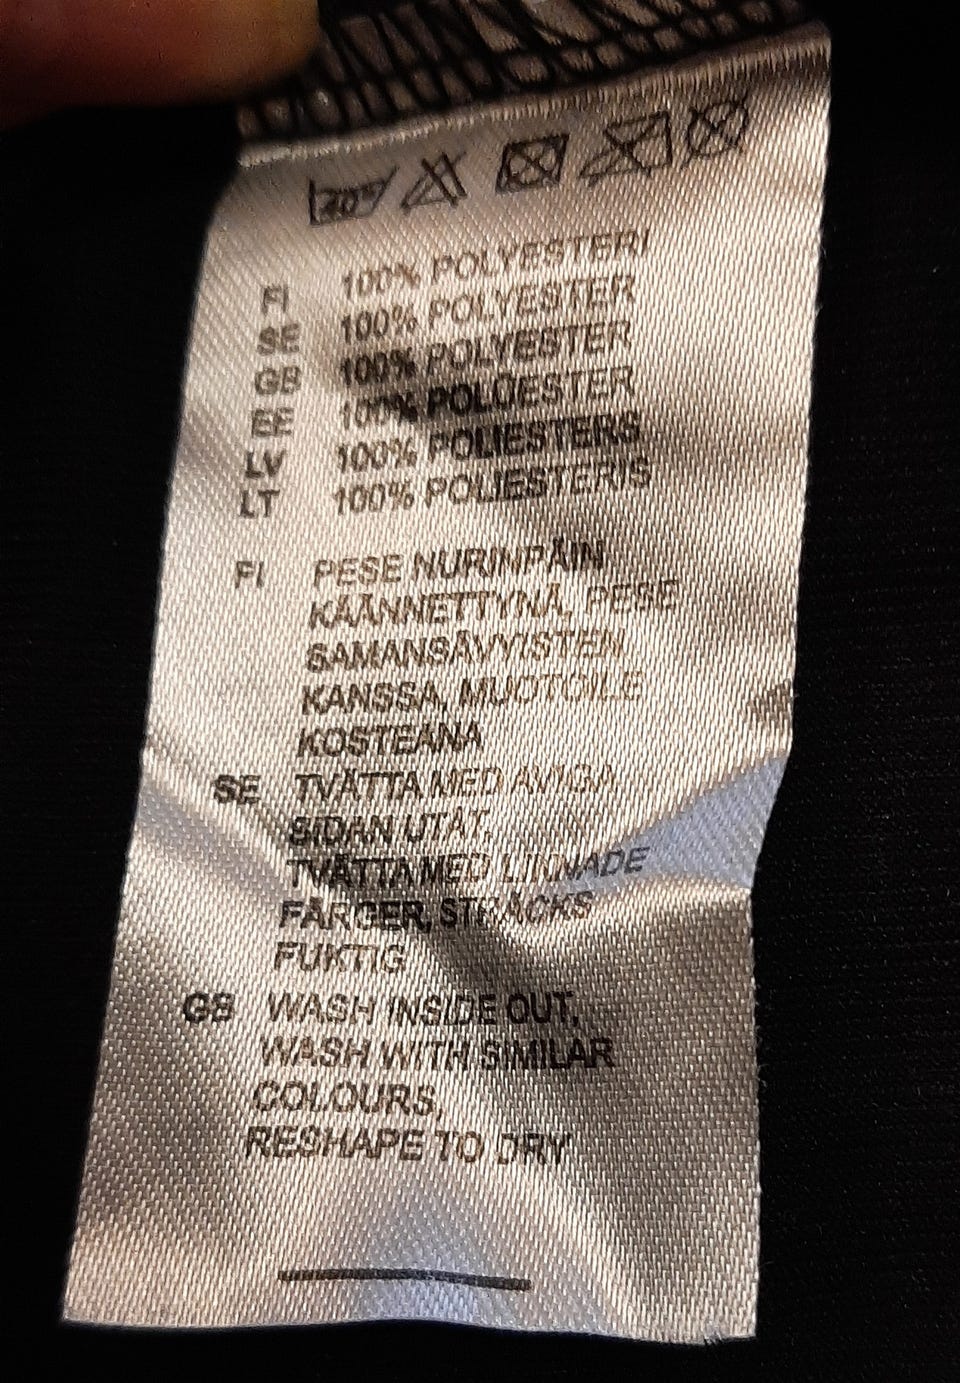 40°
FI 100% POLYESTERI
SE 100% POLYESTER
GB 100% POLYESTER
EE 100% POLÜESTER
LV 100% POLIESTERS
LT 100% POLIESTERIS
FI PESE NURINPÄIN
KÄÄNNETTYNÄ, PESE
SAMANSÄVYISTEN
KANSSA, MUOTOILE
KOSTEANA
SE TVÄTTA MED AVIGA
SIDAN UTÅT,
TVÄTTA MED LIKNADE
FÄRGER, STRÄCKS
FUKTIG
GB WASH INSIDE OUT,
WASH WITH SIMILAR
COLOURS,
RESHAPE TO DRY